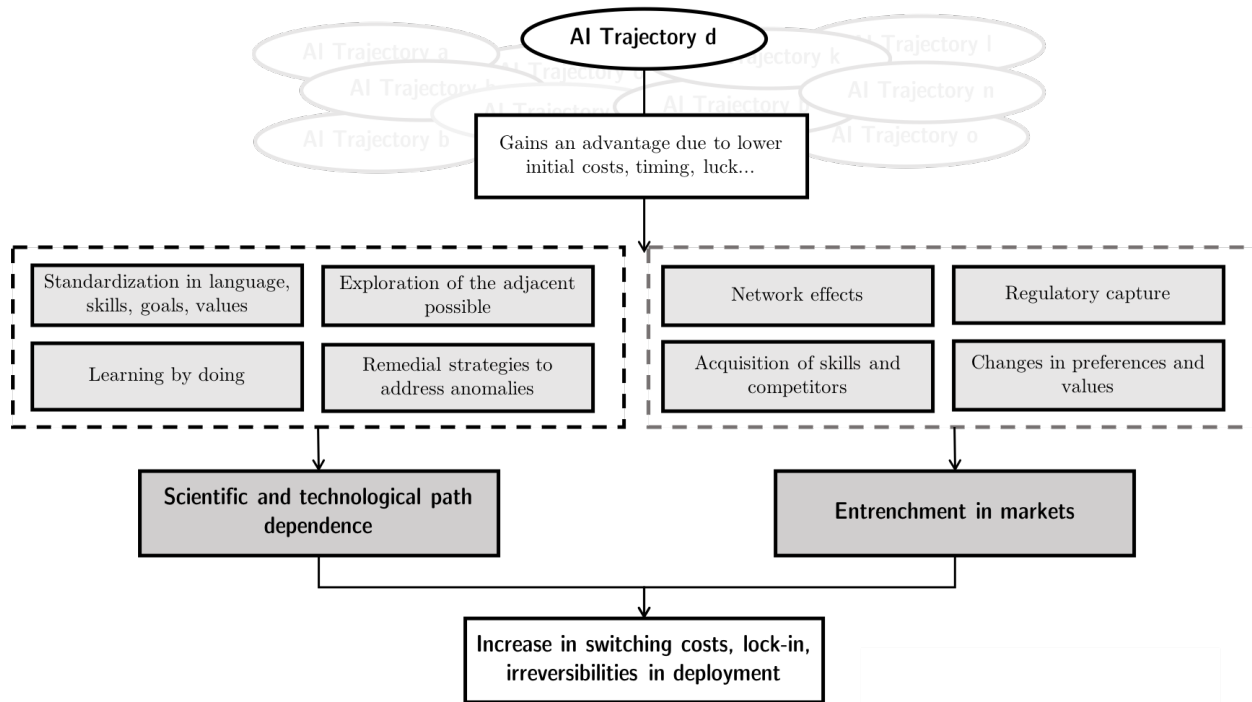 AI Trajectory d
AI Trajectory a
Trajectory k
AI Trajectory l
AI Trajectory
AI Trajectory n
AI Trajectory
AI Trajectory b
AI Trajectory o
Gains an advantage due to lower
initial costs, timing, luck...
Standardization in language,
skills, goals, values
Exploration of the adjacent
possible
Learning by doing
Remedial strategies to
address anomalies
Network effects
Regulatory capture
Acquisition of skills and
competitors
Changes in preferences and
values
Scientific and technological path
dependence
Entrenchment in markets
Increase in switching costs, lock-in,
irreversibilities in deployment